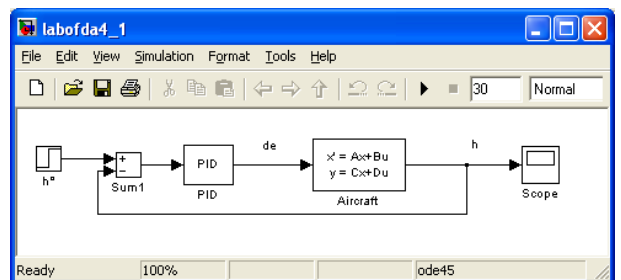 labofda4_1
File Edit View Simulation Format Tools Help
30 Normal
de
h
+
−
PID
x' = Ax+Bu
y = Cx+Du
h°
Sum1
PID
Aircraft
Scope
Ready 100% ode45